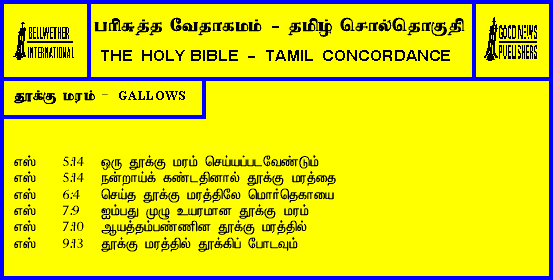 BELLWETHER
INTERNATIONAL
பரிசுத்த வேதாகமம் - தமிழ் சொல்தொகுதி
THE HOLY BIBLE - TAMIL CONCORDANCE
GOOD NEWS
PUBLISHERS
தூக்கு மரம் - GALLOWS
எஸ் 5:14 ஒரு தூக்கு மரம் செய்யப்படவேண்டும்
எஸ் 5:14 நன்றாய்க் கண்டதினால் தூக்கு மரத்தை
எஸ் 6:4 செய்த தூக்கு மரத்திலே மொர்தெகாயை
எஸ் 7:9 ஐம்பது முழு உயரமான தூக்கு மரம்
எஸ் 7:10 ஆயத்தம்பண்ணின தூக்கு மரத்தில்
எஸ் 9:13 தூக்கு மரத்தில் தூக்கிப் போடவும்